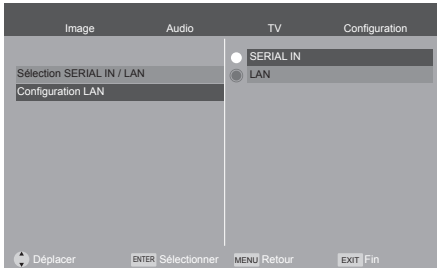 Image Audio TV Configuration
SERIAL IN
Sélection SERIAL IN / LAN
LAN
Configuration LAN
Déplacer ENTER Sélectionner MENU Retour EXIT Fin